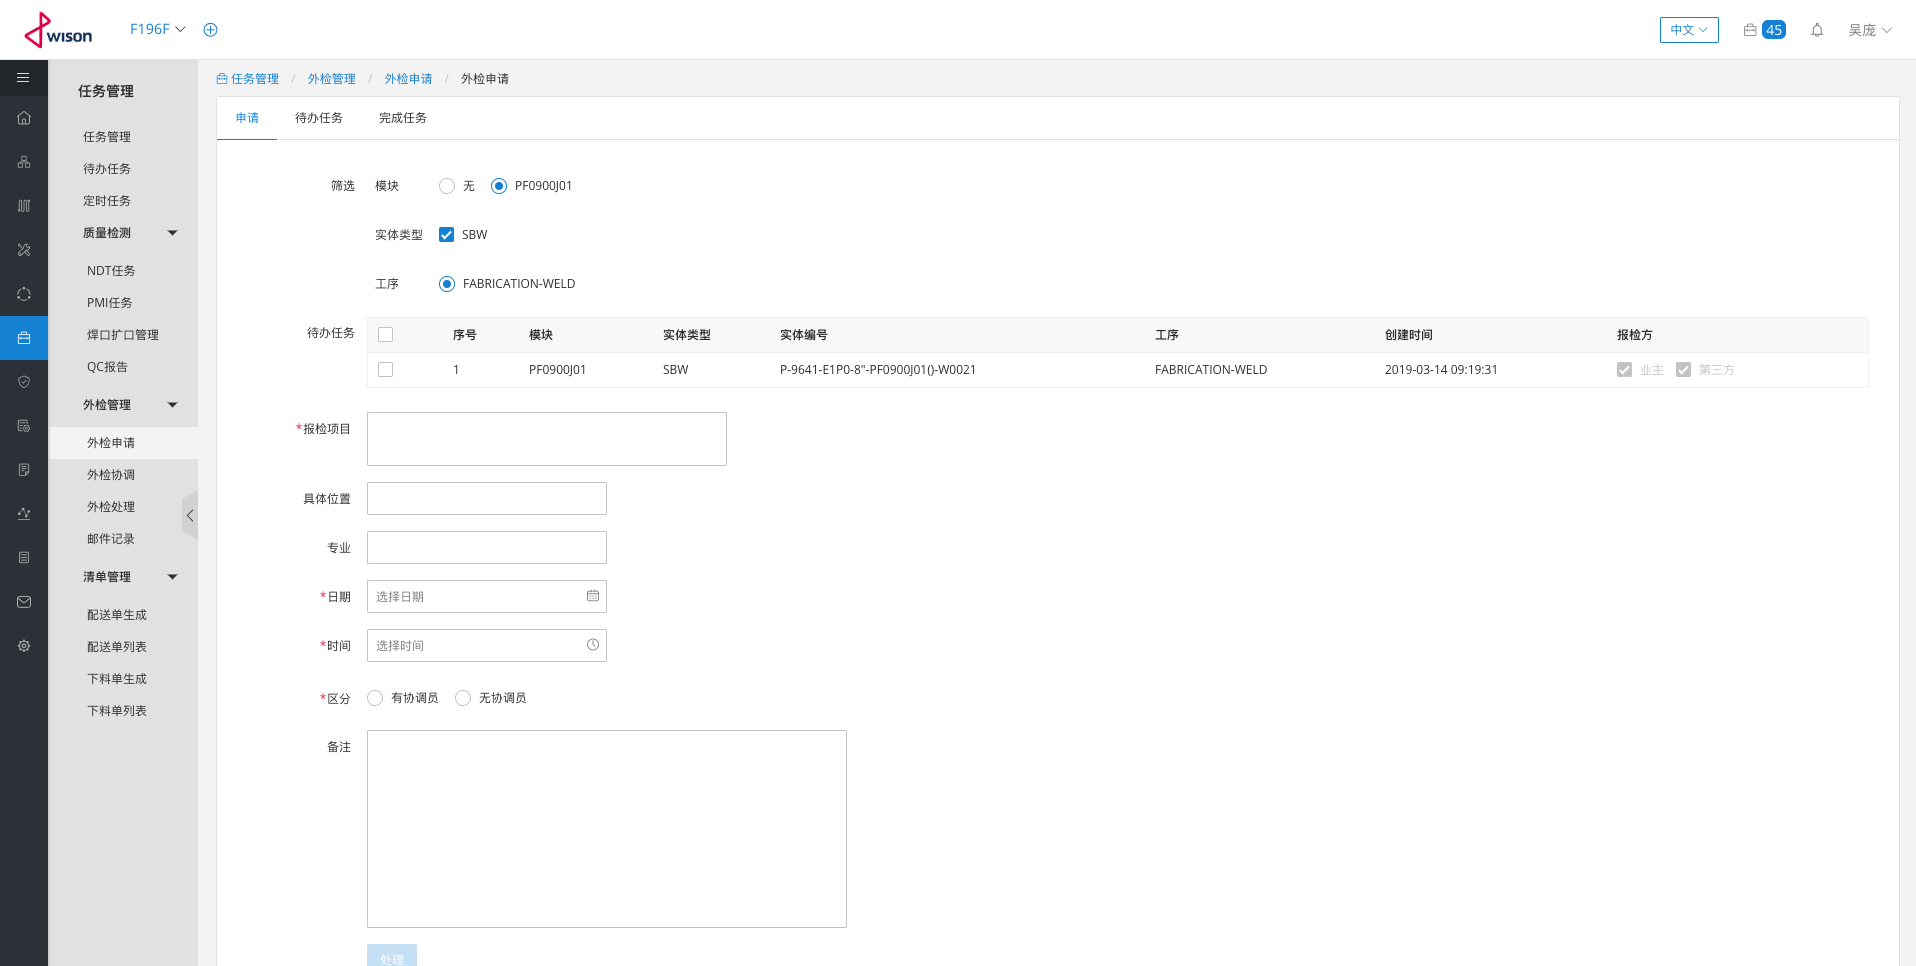 wison
F196F
中文
45
吴庞
任务管理
任务管理
待办任务
定时任务
质量检测
NDT任务
PMI任务
焊口扩口管理
QC报告
外检管理
外检申请
外检协调
外检处理
邮件记录
清单管理
配送单生成
配送单列表
下料单生成
下料单列表
任务管理 / 外检管理 / 外检申请 / 外检申请
申请 待办任务 完成任务
筛选 模块 无 PF0900J01
实体类型 SBW
工序 FABRICATION-WELD
待办任务 序号 模块 实体类型 实体编号 工序 创建时间 报检方
1 PF0900J01 SBW P-9641-E1P0-8"-PF0900J01()-W0021 FABRICATION-WELD 2019-03-14 09:19:31 业主 第三方
*报检项目
具体位置
专业
*日期 选择日期
*时间 选择时间
*区分 有协调员 无协调员
备注
处理